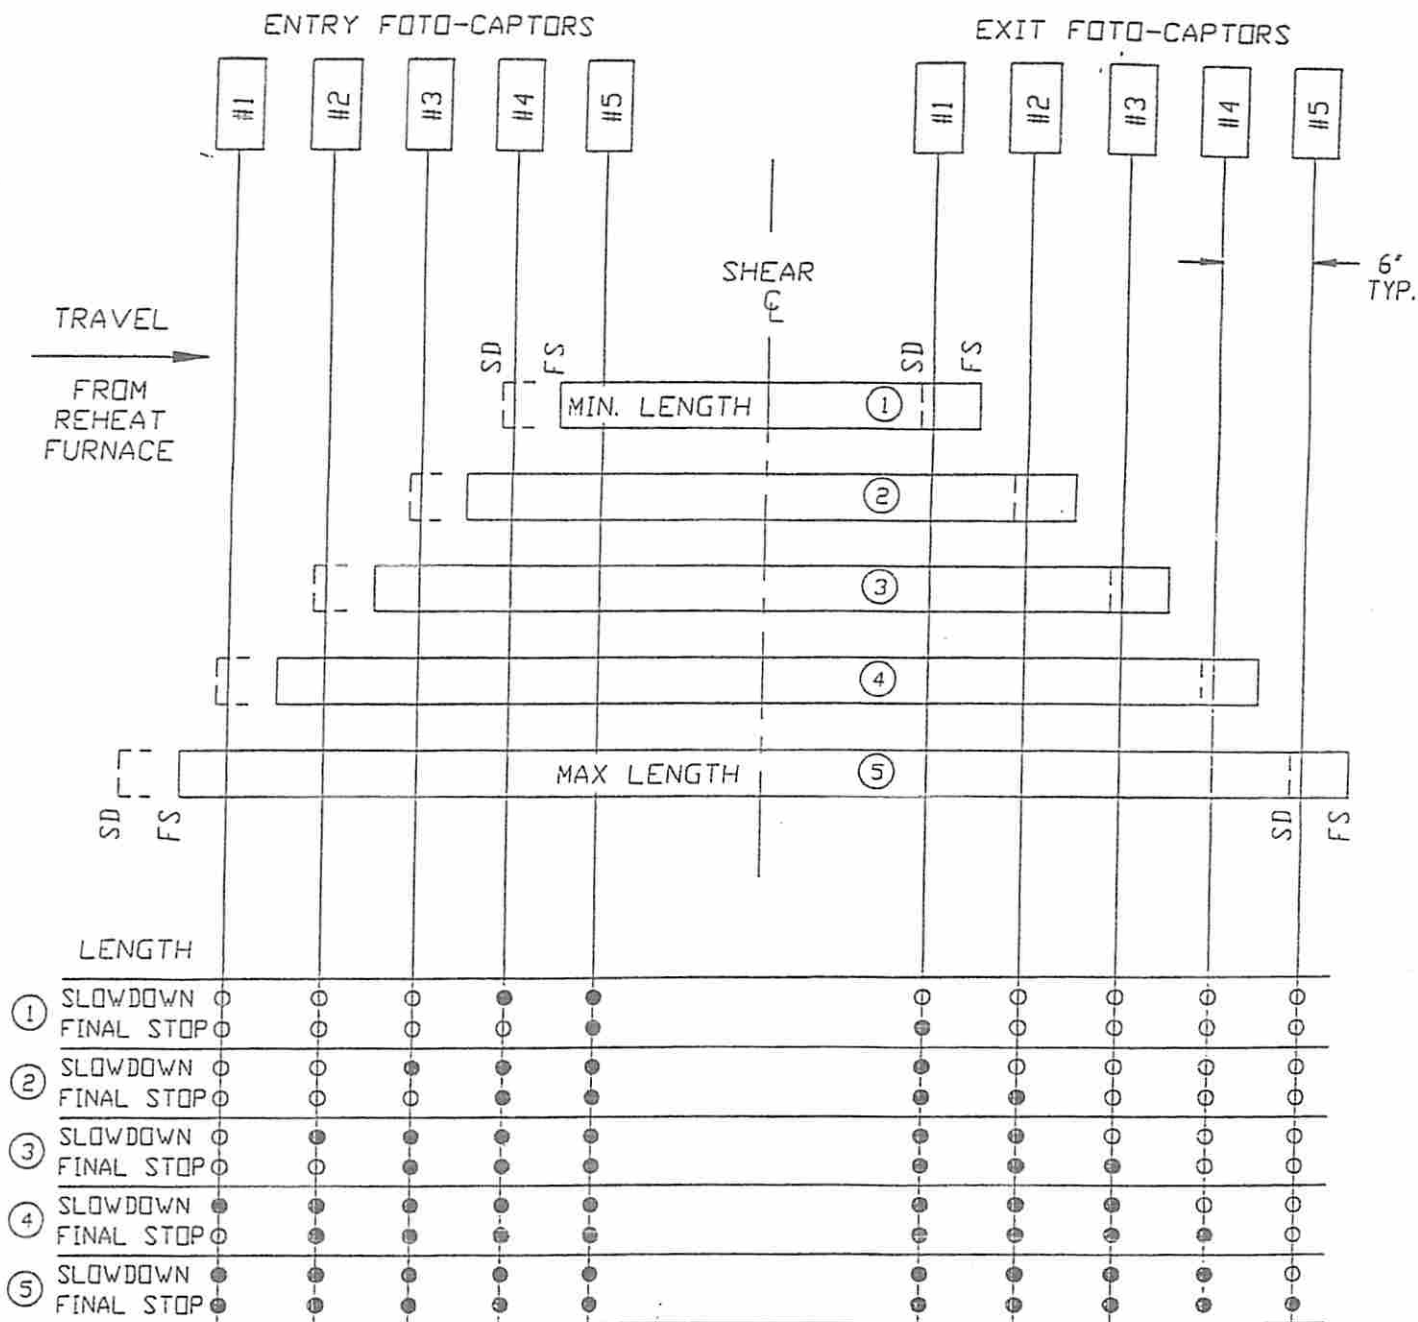 ENTRY FOTO-CAPTORS
EXIT FOTO-CAPTORS
#1 #2 #3 #4 #5
#1 #2 #3 #4 #5
6"
TYP.
SHEAR
℄
TRAVEL
FROM
REHEAT
FURNACE
SD FS SD FS
MIN. LENGTH 1
2
3
4
MAX LENGTH 5
SD FS SD FS
LENGTH
1 SLOWDOWN
FINAL STOP
2 SLOWDOWN
FINAL STOP
3 SLOWDOWN
FINAL STOP
4 SLOWDOWN
FINAL STOP
5 SLOWDOWN
FINAL STOP